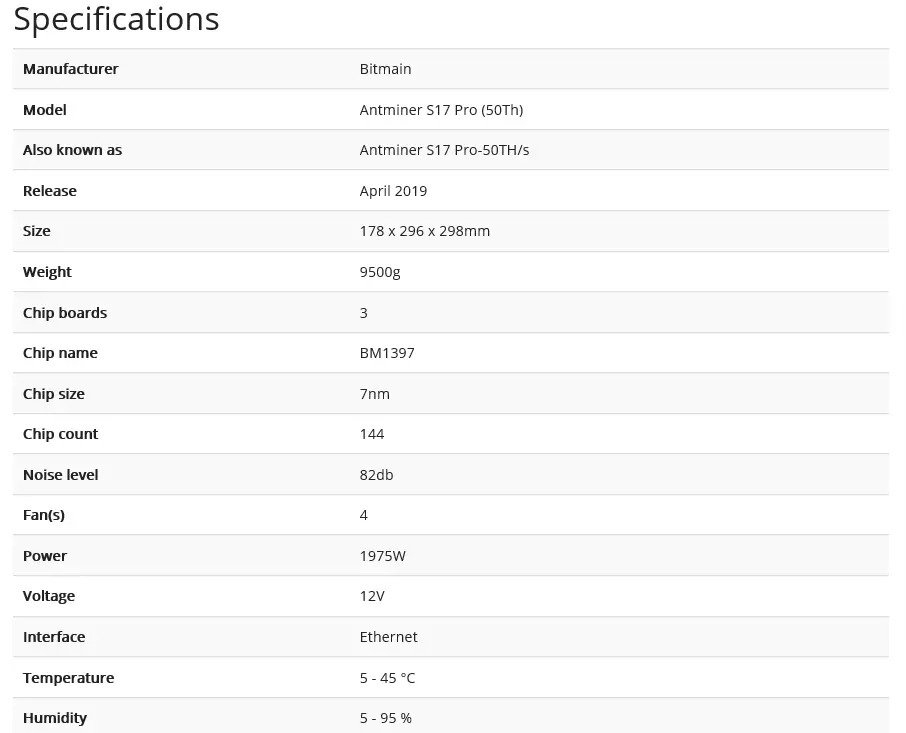 Specifications
Manufacturer Bitmain
Model Antminer S17 Pro (50Th)
Also known as Antminer S17 Pro-50TH/s
Release April 2019
Size 178 x 296 x 298mm
Weight 9500g
Chip boards 3
Chip name BM1397
Chip size 7nm
Chip count 144
Noise level 82db
Fan(s) 4
Power 1975W
Voltage 12V
Interface Ethernet
Temperature 5 - 45 °C
Humidity 5 - 95 %